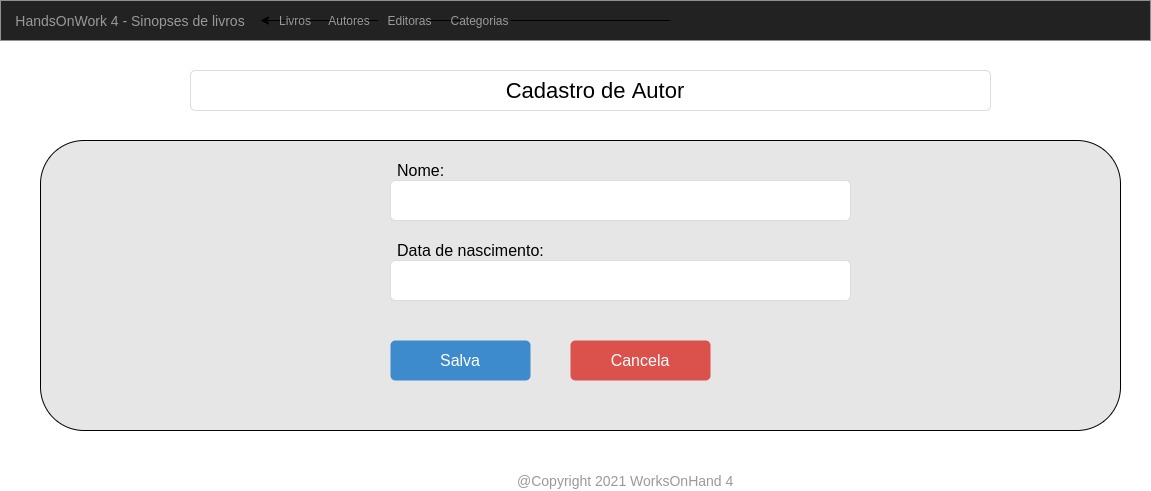 HandsOnWork 4 - Sinopses de livros Livros Autores Editoras Categorias
Cadastro de Autor
Nome:
Data de nascimento:
Salva Cancela
@Copyright 2021 WorksOnHand 4